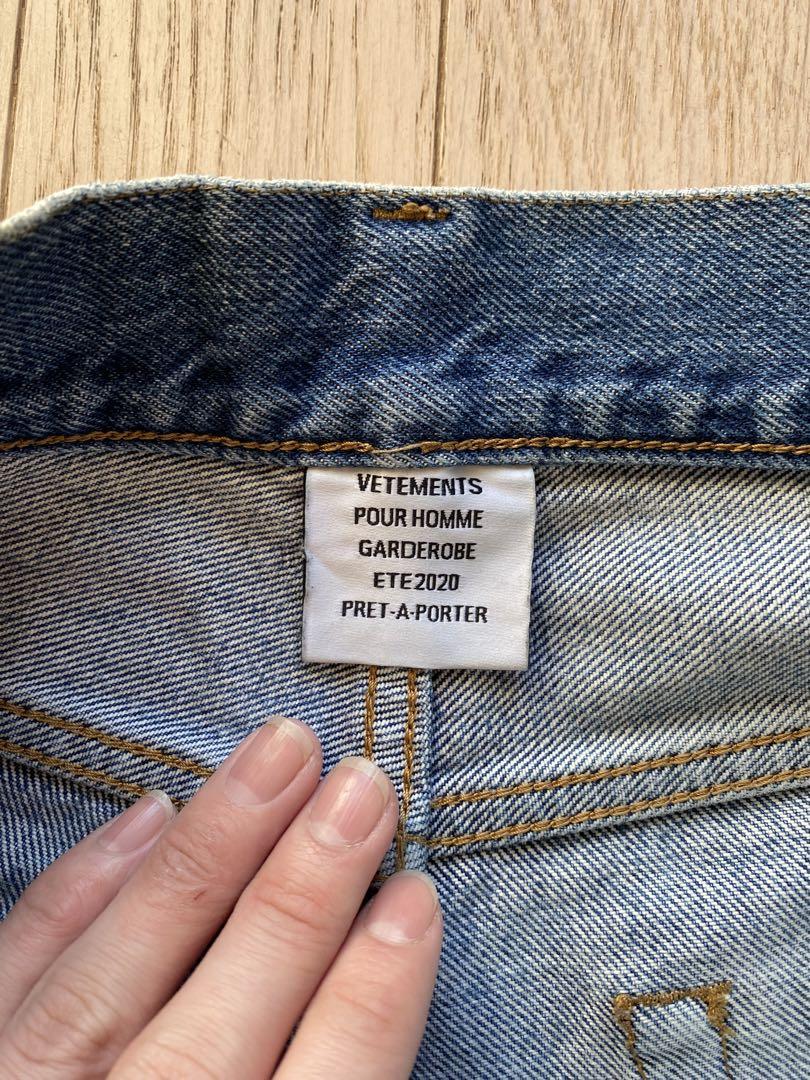 VETEMENTS
POUR HOMME
GARDEROBE
ETE2020
PRET-A-PORTER